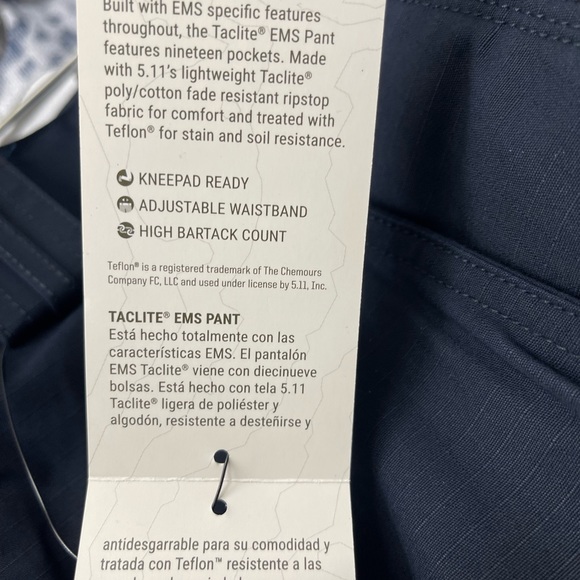 Built with EMS specific features
throughout, the Taclite® EMS Pant
features nineteen pockets. Made
with 5.11's lightweight Taclite®
poly/cotton fade resistant ripstop
fabric for comfort and treated with
Teflon® for stain and soil resistance.
KNEEPAD READY
ADJUSTABLE WAISTBAND
HIGH BARTACK COUNT
Teflon® is a registered trademark of The Chemours
Company FC, LLC and used under license by 5.11, Inc.
TACLITE® EMS PANT
Está hecho totalmente con las
características EMS. El pantalón
EMS Taclite® viene con diecinueve
bolsas. Está hecho con tela 5.11
Taclite® ligera de poliéster y
algodón, resistente a desteñirse y
antidesgarrable para su comodidad y
tratada con Teflon™ resistente a las